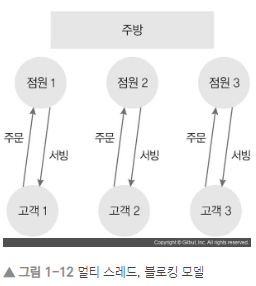 주방
점원 1 점원 2 점원 3
주문 서빙 주문 서빙 주문 서빙
고객 1 고객 2 고객 3
Copyright © Gilbut, Inc. All rights reserved.
▲ 그림 1-12 멀티 스레드, 블로킹 모델